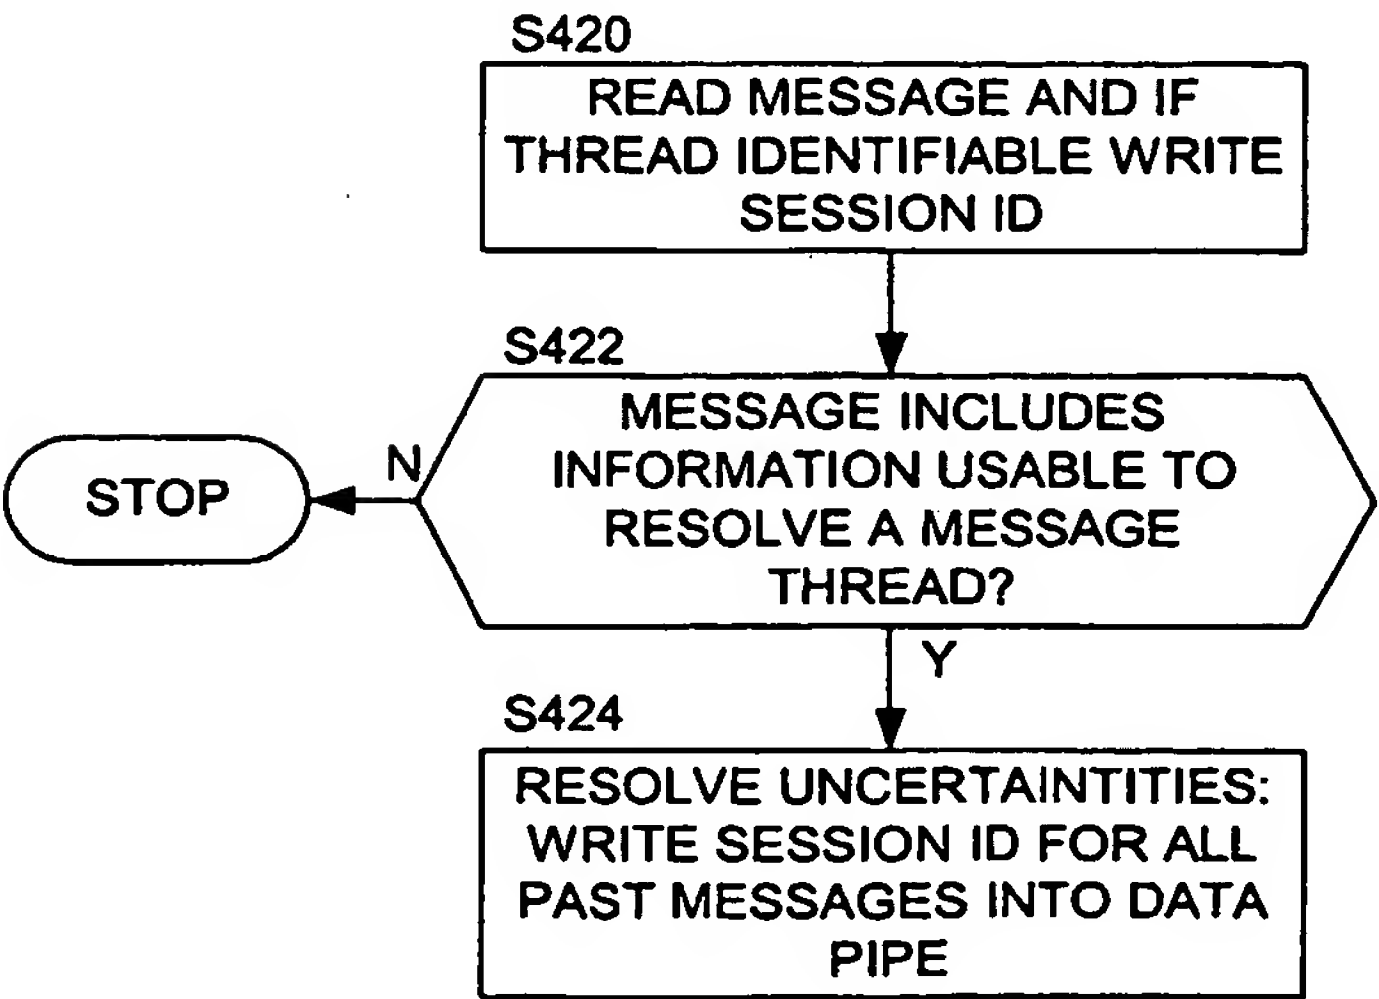 S420
READ MESSAGE AND IF
THREAD IDENTIFIABLE WRITE
SESSION ID
S422
MESSAGE INCLUDES
INFORMATION USABLE TO
RESOLVE A MESSAGE
THREAD?
N
STOP
Y
S424
RESOLVE UNCERTAINTITIES:
WRITE SESSION ID FOR ALL
PAST MESSAGES INTO DATA
PIPE